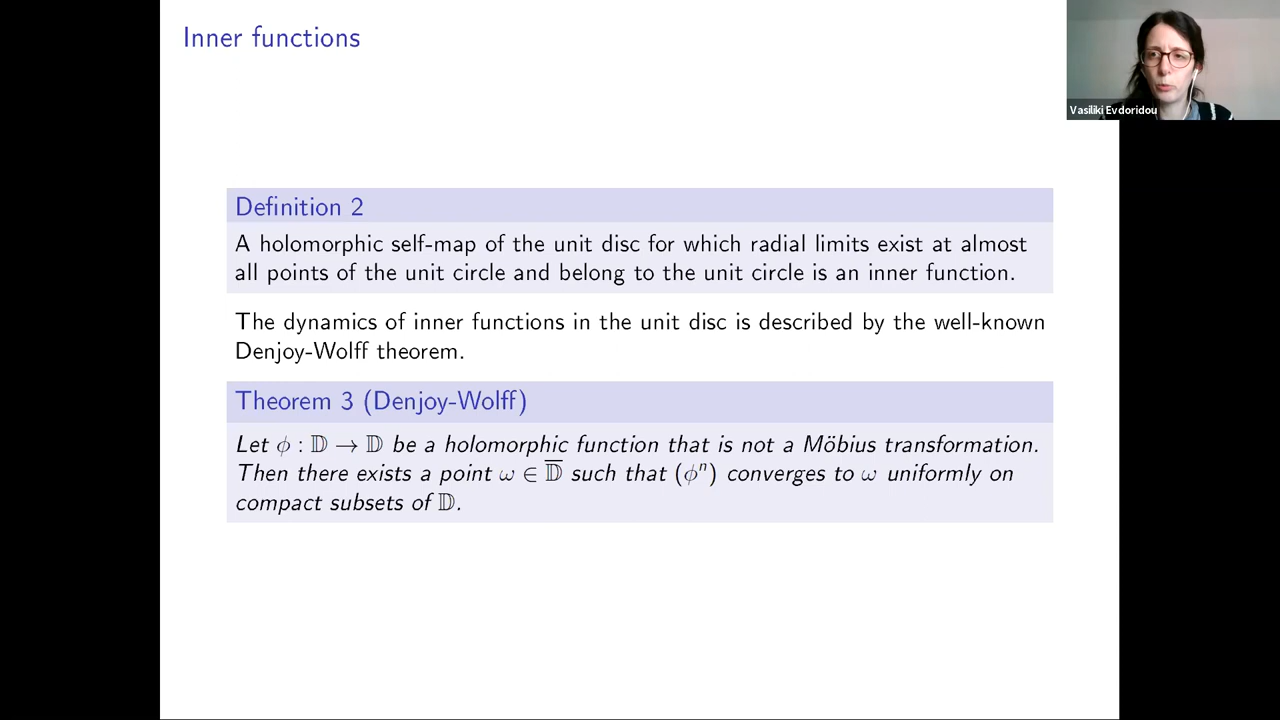 Inner functions
Vasiliki Evdoridou
Definition 2
A holomorphic self-map of the unit disc for which radial limits exist at almost
all points of the unit circle and belong to the unit circle is an inner function.
The dynamics of inner functions in the unit disc is described by the well-known
Denjoy-Wolff theorem.
Theorem 3 (Denjoy-Wolff)
Let ϕ : 𝔻 → 𝔻 be a holomorphic function that is not a Möbius transformation.
Then there exists a point ω ∈ 𝔻̅ such that (ϕⁿ) converges to ω uniformly on
compact subsets of 𝔻.